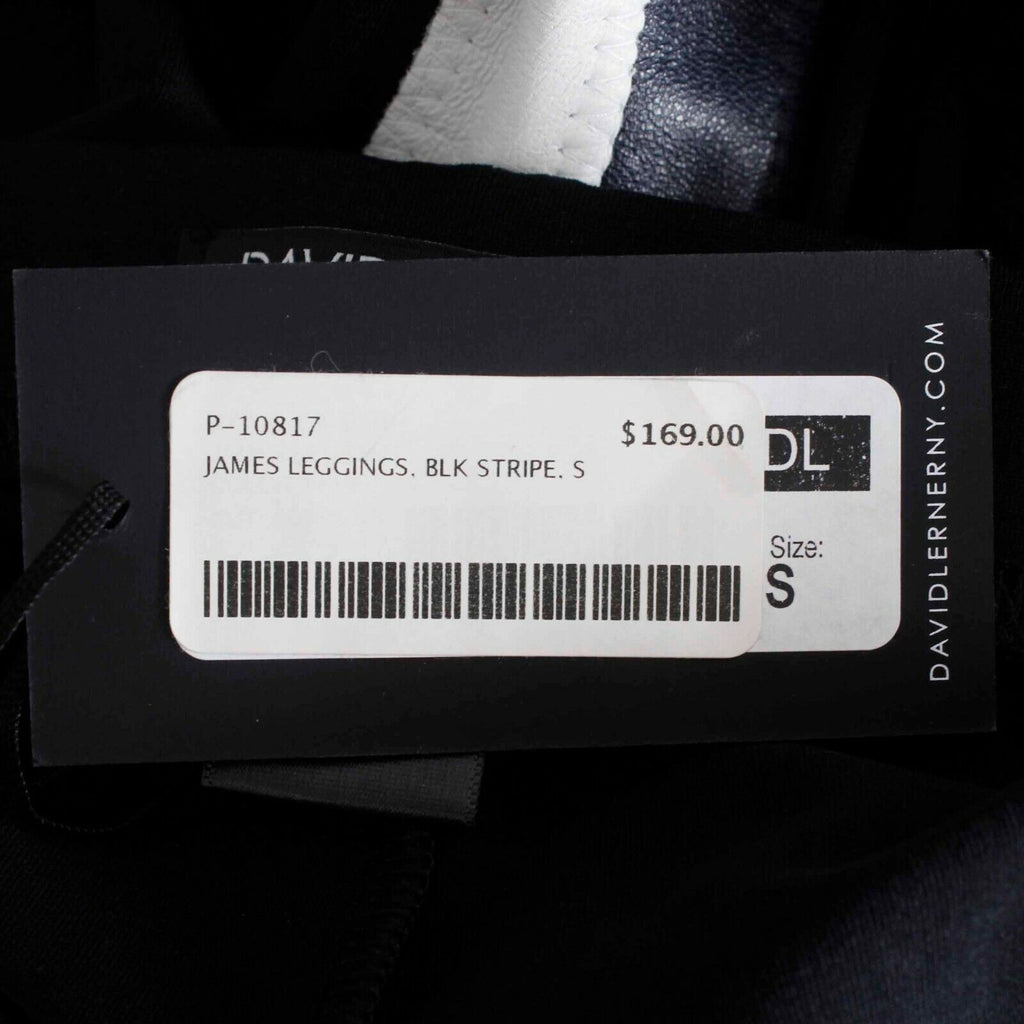 P-10817
$169.00
JAMES LEGGINGS, BLK STRIPE, S
DL
Size:
S
DAVIDLERNERNY.COM